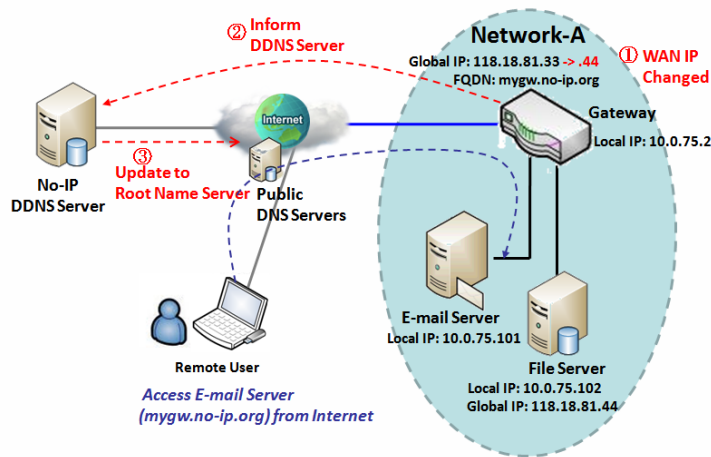 Network-A
Global IP: 118.18.81.33 -> .44
FQDN: mygw.no-ip.org
① WAN IP
Changed
② Inform
DDNS Server
Gateway
Local IP: 10.0.75.2
Internet
③
Update to
Root Name Server
No-IP
DDNS Server
Public
DNS Servers
E-mail Server
Local IP: 10.0.75.101
File Server
Local IP: 10.0.75.102
Global IP: 118.18.81.44
Remote User
Access E-mail Server
(mygw.no-ip.org) from Internet